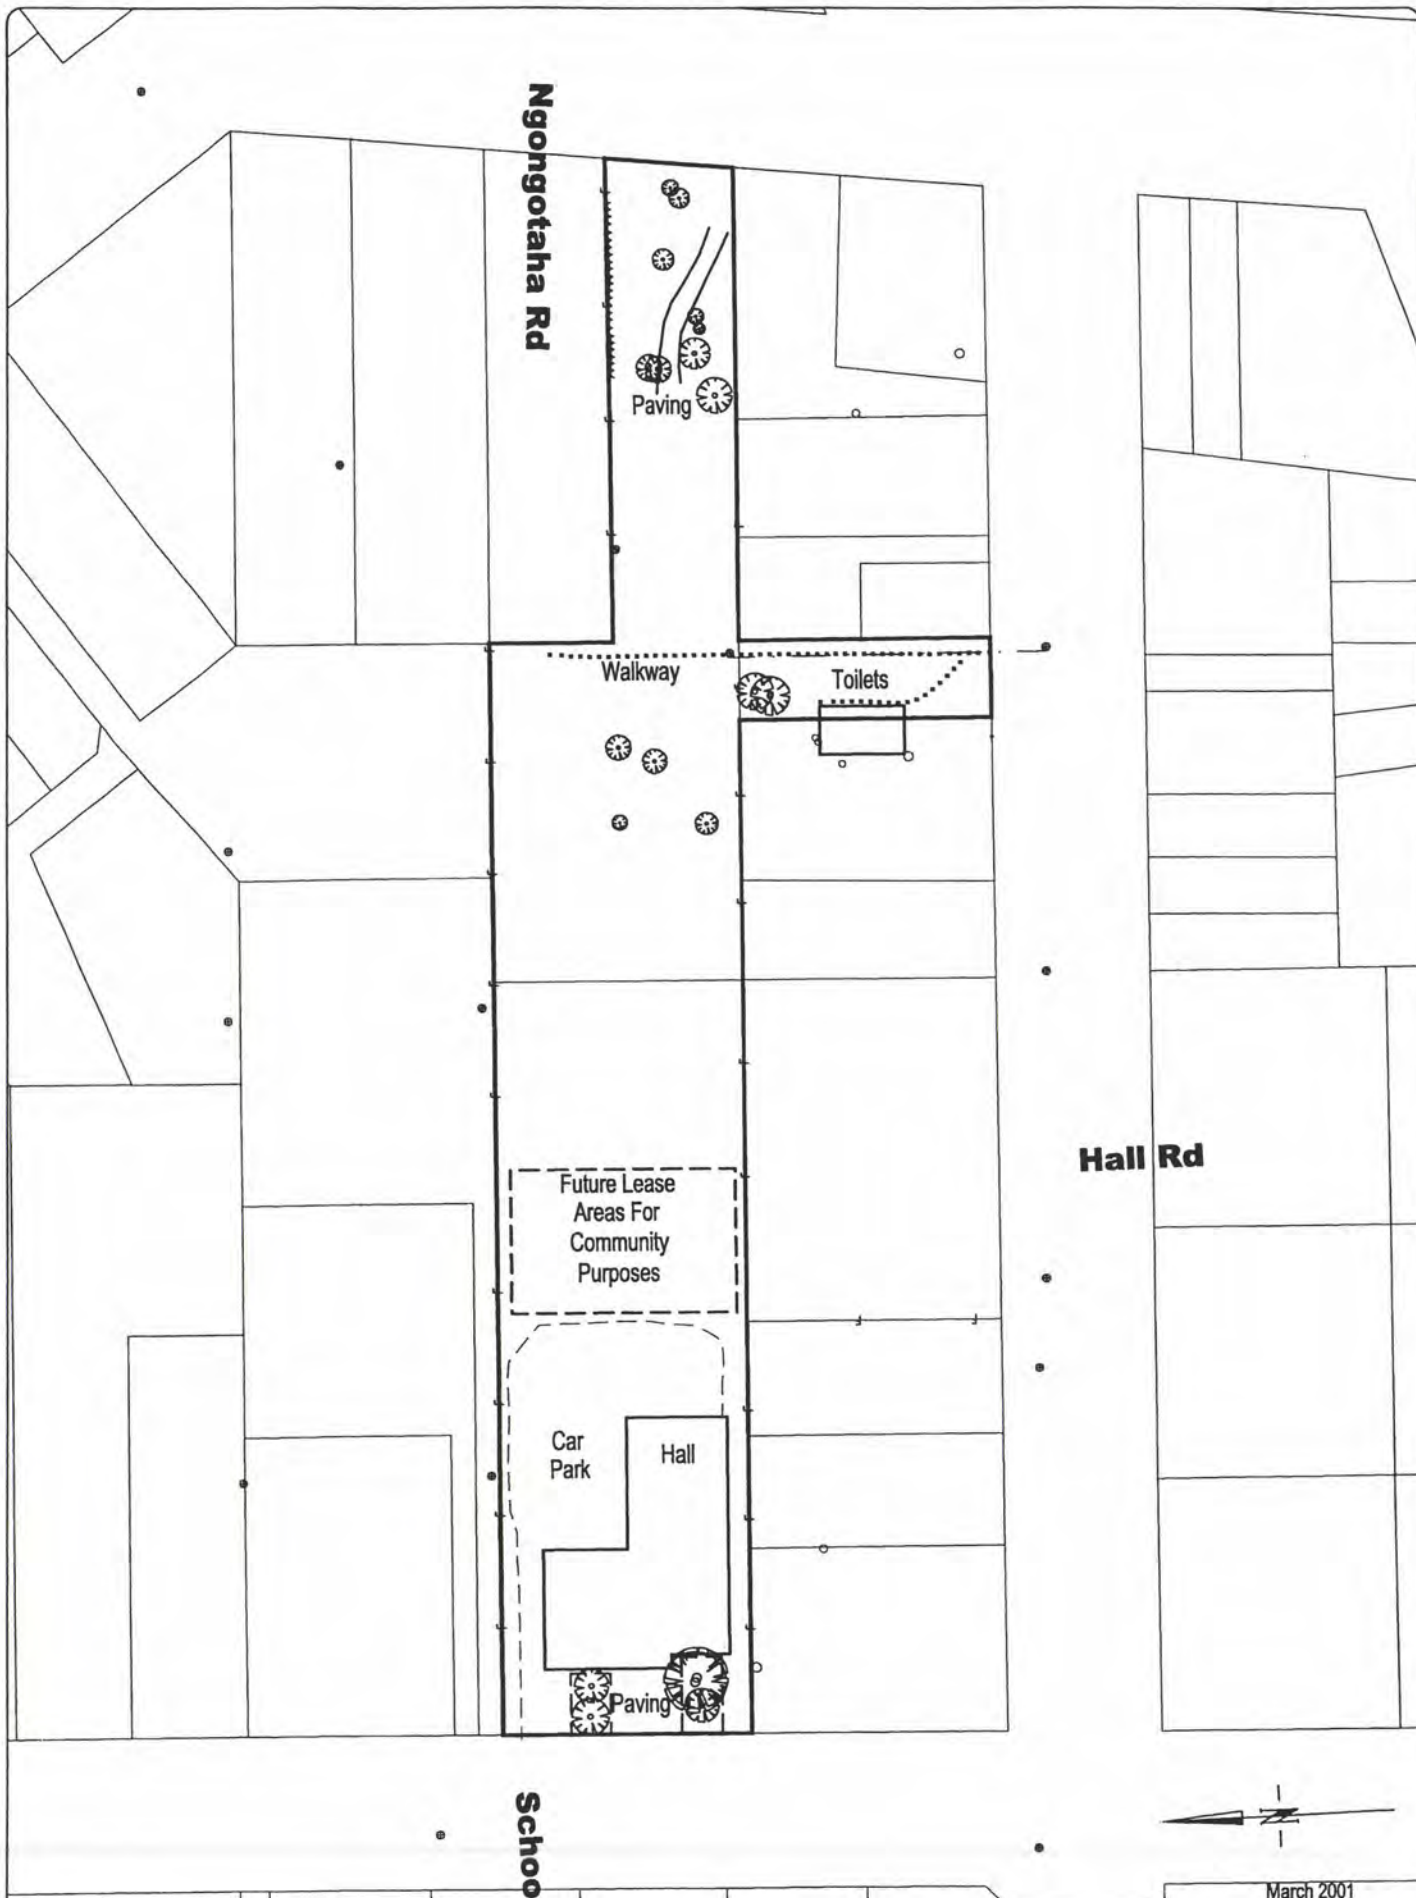 Ngongotaha Rd
Paving
Walkway
Toilets
Hall Rd
Future Lease
Areas For
Community
Purposes
Car
Park
Hall
Paving
Schoo
N
March 2001